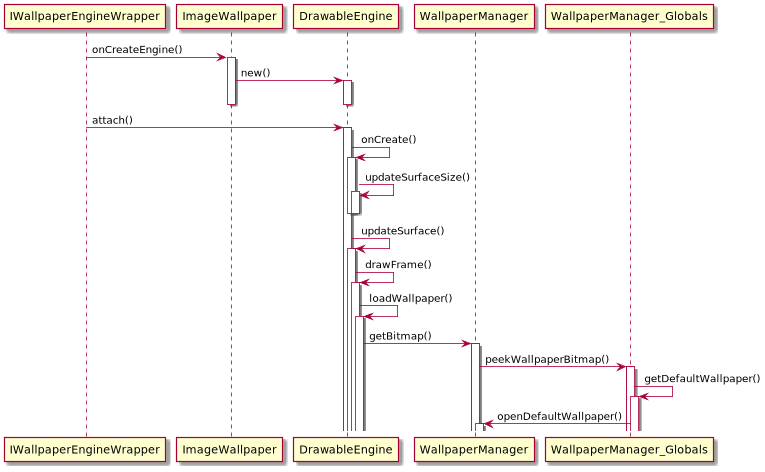 IWallpaperEngineWrapper
ImageWallpaper
DrawableEngine
WallpaperManager
WallpaperManager_Globals
onCreateEngine()
new()
attach()
onCreate()
updateSurfaceSize()
updateSurface()
drawFrame()
loadWallpaper()
getBitmap()
peekWallpaperBitmap()
getDefaultWallpaper()
openDefaultWallpaper()
IWallpaperEngineWrapper
ImageWallpaper
DrawableEngine
WallpaperManager
WallpaperManager_Globals